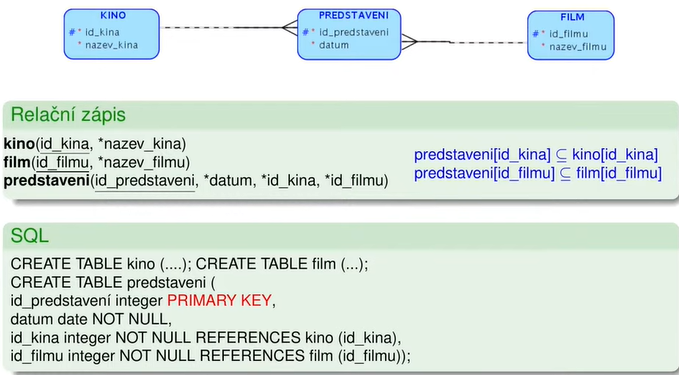 KINO
# * id_kina
* nazev_kina
PREDSTAVENI
# * id_predstaveni
* datum
FILM
# * id_filmu
* nazev_filmu
Relační zápis
kino(id_kina, *nazev_kina)
film(id_filmu, *nazev_filmu)
predstaveni(id_predstaveni, *datum, *id_kina, *id_filmu)
predstaveni[id_kina] ⊆ kino[id_kina]
predstaveni[id_filmu] ⊆ film[id_filmu]
SQL
CREATE TABLE kino (....); CREATE TABLE film (...);
CREATE TABLE predstaveni (
id_predstavení integer PRIMARY KEY,
datum date NOT NULL,
id_kina integer NOT NULL REFERENCES kino (id_kina),
id_filmu integer NOT NULL REFERENCES film (id_filmu));